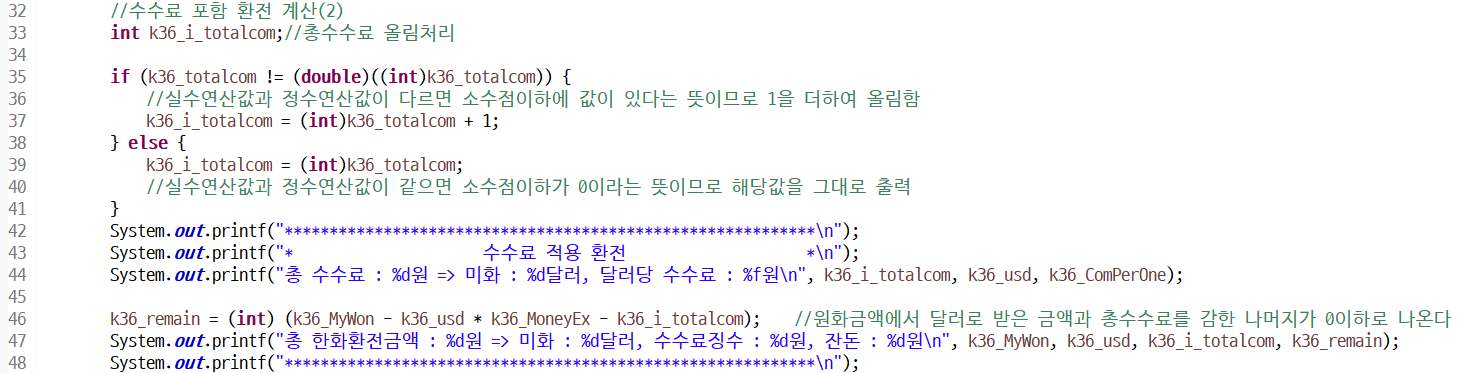 32 //수수료 포함 환전 계산(2)
33 int k36_i_totalcom;//총수수료 올림처리
34
35 if (k36_totalcom != (double)((int)k36_totalcom)) {
36 //실수연산값과 정수연산값이 다르면 소수점이하에 값이 있다는 뜻이므로 1을 더하여 올림함
37 k36_i_totalcom = (int)k36_totalcom + 1;
38 } else {
39 k36_i_totalcom = (int)k36_totalcom;
40 //실수연산값과 정수연산값이 같으면 소수점이하가 0이라는 뜻이므로 해당값을 그대로 출력
41 }
42 System.out.printf("***********************************************************\n");
43 System.out.printf("*                     수수료 적용 환전                    *\n");
44 System.out.printf("총 수수료 : %d원 => 미화 : %d달러, 달러당 수수료 : %f원\n", k36_i_totalcom, k36_usd, k36_ComPerOne);
45
46 k36_remain = (int) (k36_MyWon - k36_usd * k36_MoneyEx - k36_i_totalcom); //원화금액에서 달러로 받은 금액과 총수수료를 감한 나머지가 0이하로 나온다
47 System.out.printf("총 한화환전금액 : %d원 => 미화 : %d달러, 수수료징수 : %d원, 잔돈 : %d원\n", k36_MyWon, k36_usd, k36_i_totalcom, k36_remain);
48 System.out.printf("***********************************************************\n");